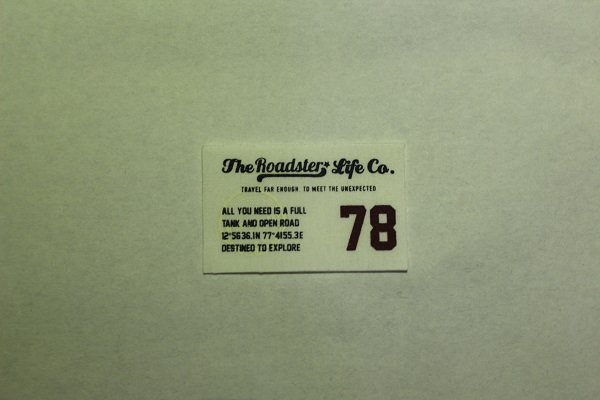 The Roadster Life Co.
TRAVEL FAR ENOUGH. TO MEET THE UNEXPECTED
ALL YOU NEED IS A FULL
TANK AND OPEN ROAD
12°56'36.1N 77°41'55.3E
DESTINED TO EXPLORE
78